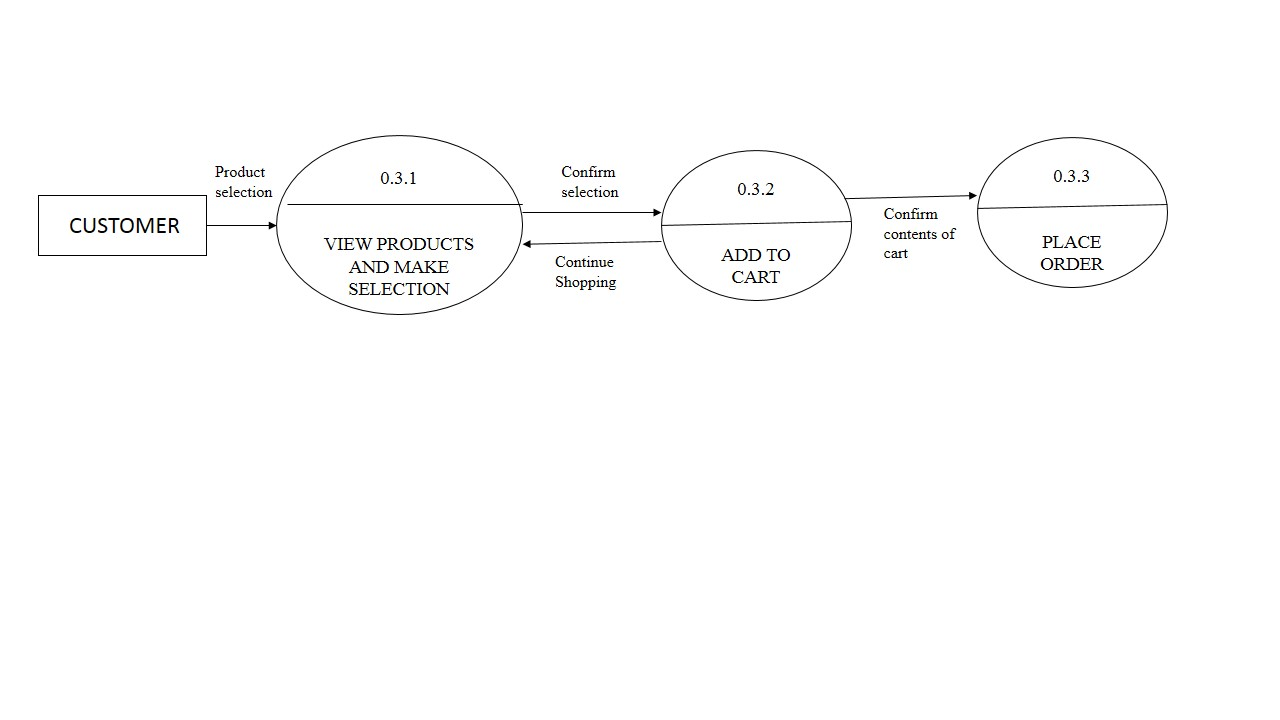 CUSTOMER
Product
selection
0.3.1
VIEW PRODUCTS
AND MAKE
SELECTION
Confirm
selection
Continue
Shopping
0.3.2
ADD TO
CART
Confirm
contents of
cart
0.3.3
PLACE
ORDER